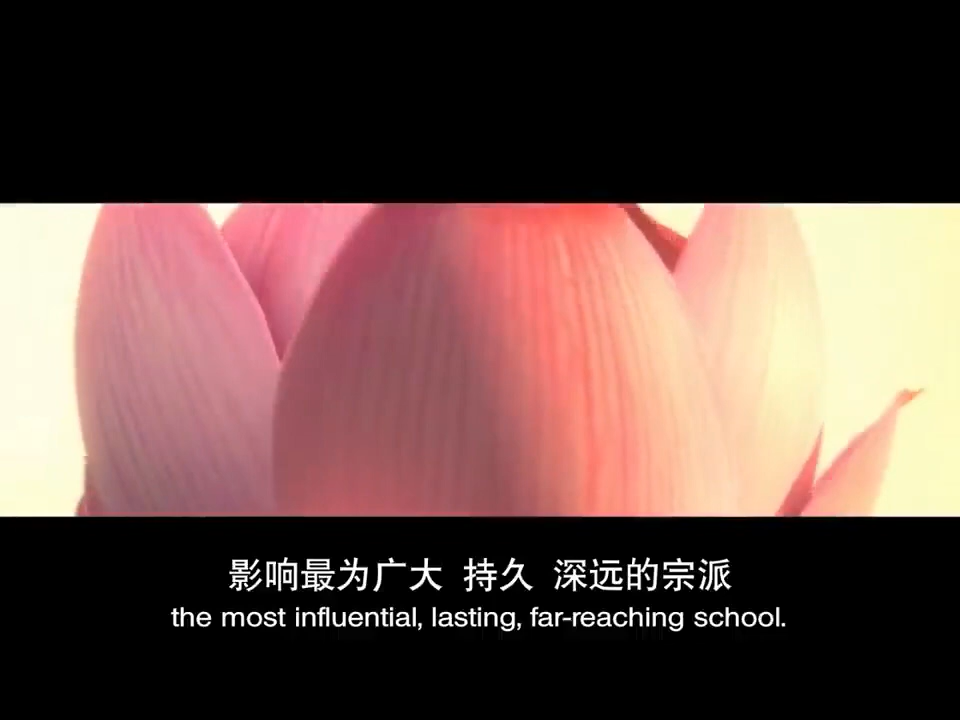 影响最为广大 持久 深远的宗派
the most influential, lasting, far-reaching school.